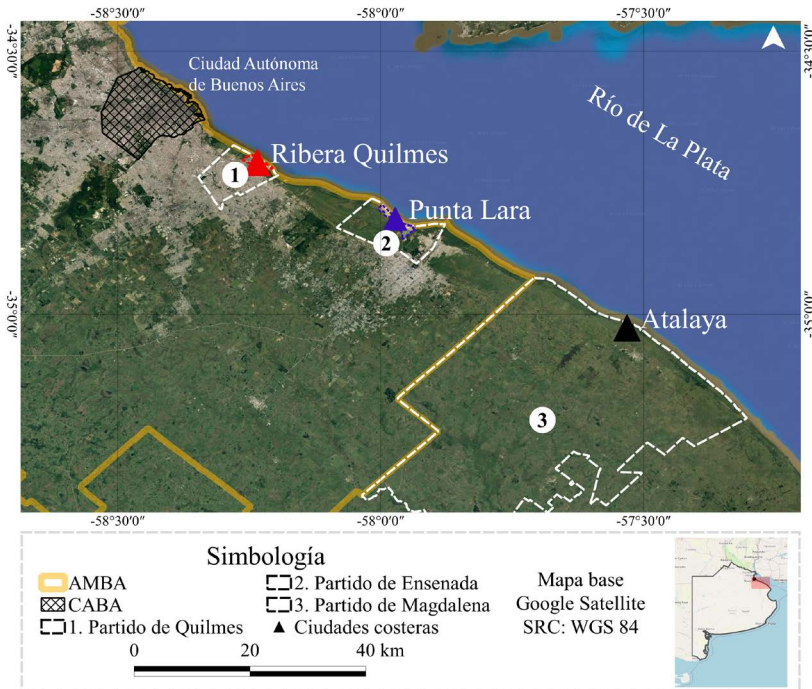 -58°30'0"
-58°0'0"
-57°30'0"
-34°30'0"
-34°30'0"
Ciudad Autónoma
de Buenos Aires
Río de La Plata
Ribera Quilmes
1
Punta Lara
2
-35°0'0"
-35°0'0"
Atalaya
3
-58°30'0"
-58°0'0"
-57°30'0"
Simbología
AMBA
CABA
1. Partido de Quilmes
2. Partido de Ensenada
3. Partido de Magdalena
Ciudades costeras
Mapa base
Google Satellite
SRC: WGS 84
0 20 40 km